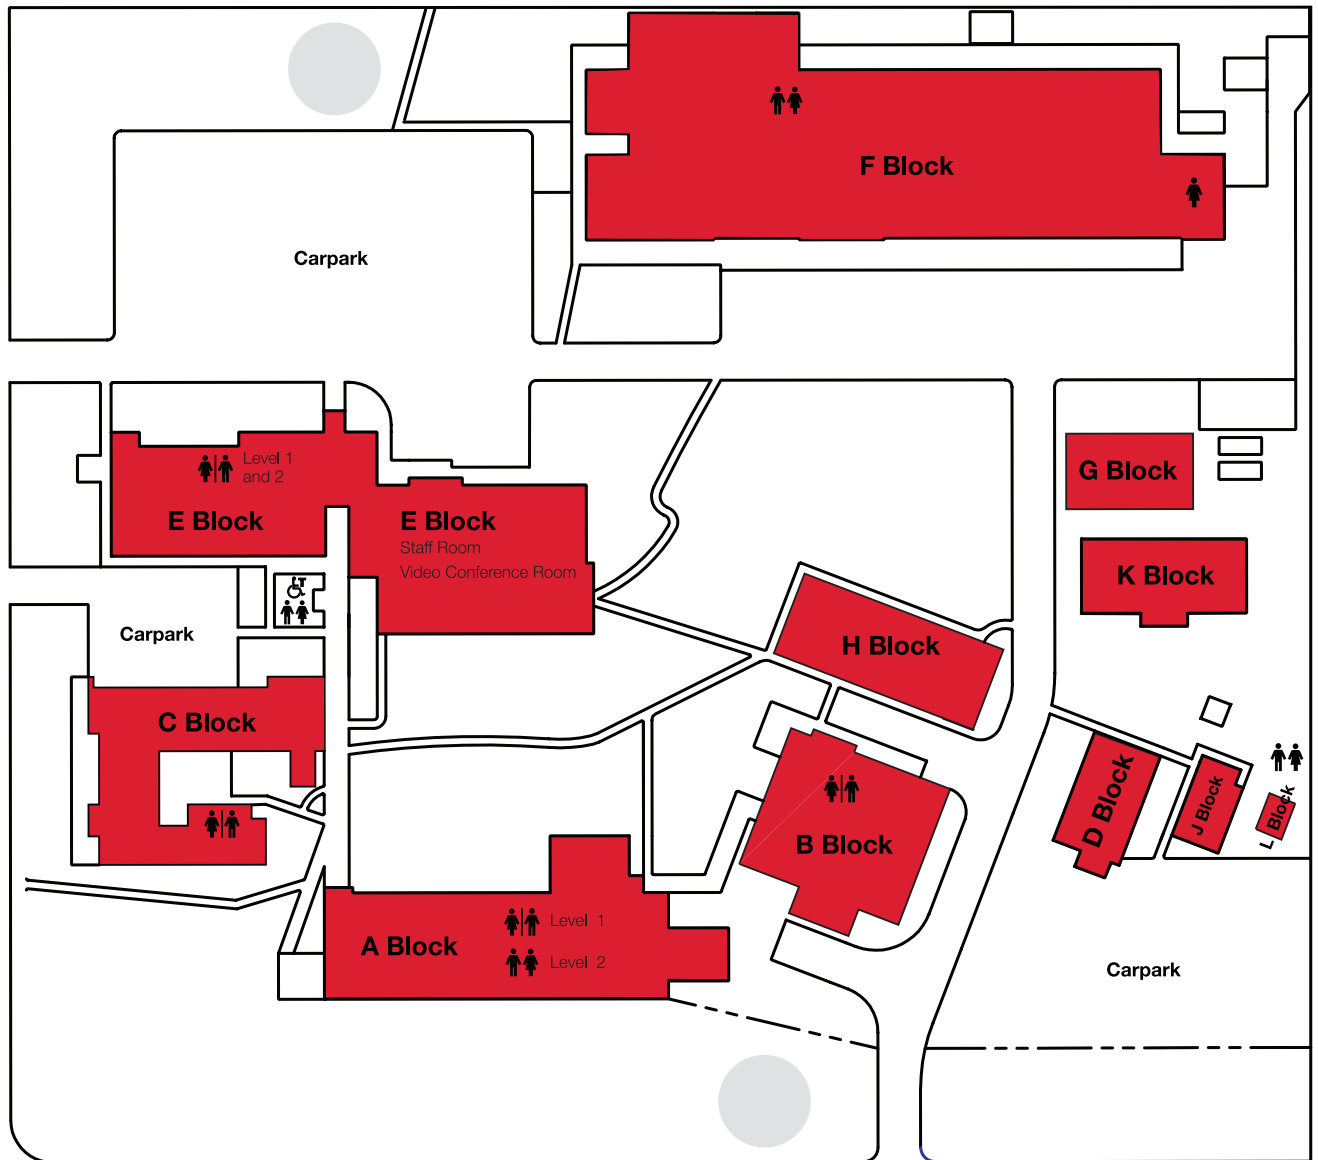 F Block
Carpark
Level 1
and 2
E Block
E Block
Staff Room
Video Conference Room
G Block
K Block
LT
Carpark
H Block
C Block
D Block
J Block
L Block
B Block
A Block
Level 1
Level 2
Carpark